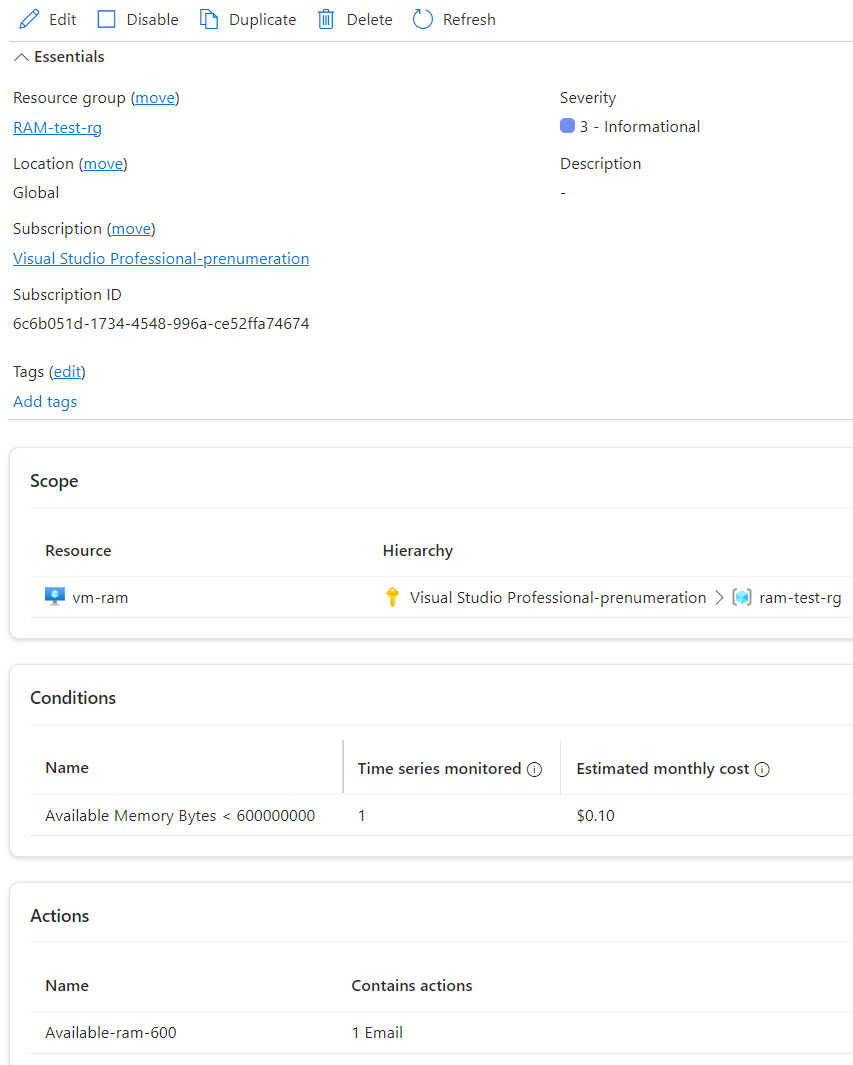 Edit Disable Duplicate Delete Refresh
Essentials
Resource group (move)
RAM-test-rg
Location (move)
Global
Subscription (move)
Visual Studio Professional-prenumeration
Subscription ID
6c6b051d-1734-4548-996a-ce52ffa74674
Tags (edit)
Add tags
Severity
3 - Informational
Description
-
Scope
Resource Hierarchy
vm-ram Visual Studio Professional-prenumeration > ram-test-rg
Conditions
Name Time series monitored Estimated monthly cost
Available Memory Bytes < 600000000 1 $0.10
Actions
Name Contains actions
Available-ram-600 1 Email